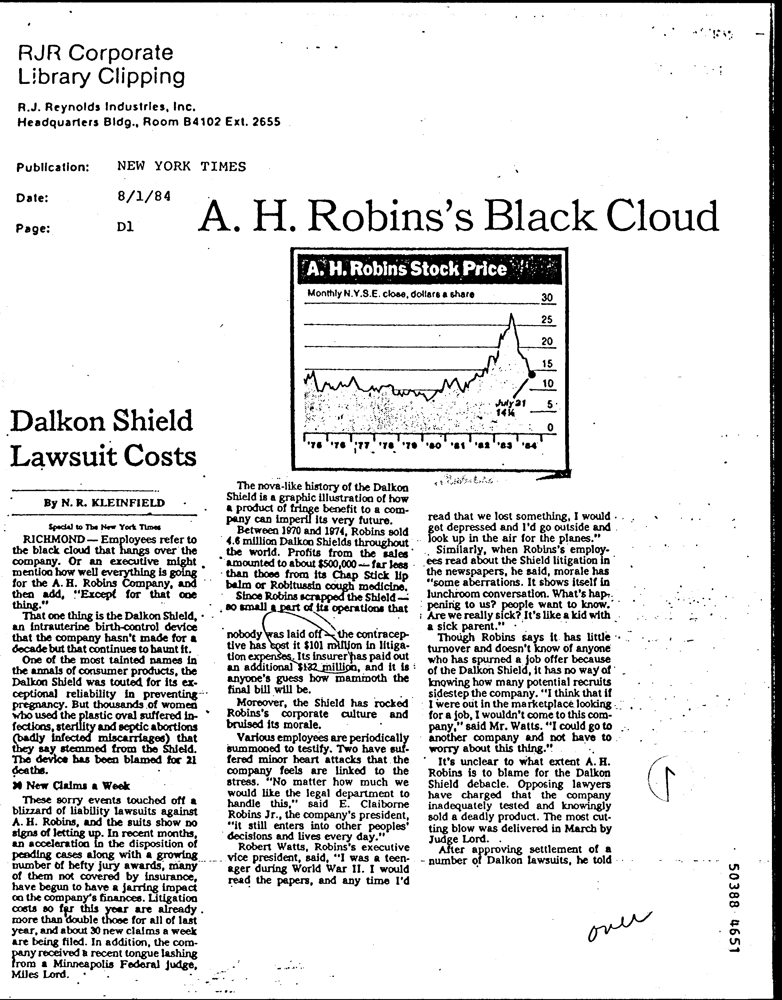 RJR Corporate
Library Clipping
R.J. Reynolds Industries, Inc.
Headquarters Bldg., Room B4102 Ext. 2655
Publication: NEW YORK TIMES
Date: 8/1/84
Page: D1
A. H. Robins's Black Cloud
A. H. Robins Stock Price
Monthly N.Y.S.E. close, dollars a share
30
25
20
15
10
5
0
July 31
14¼
'75 '76 '77 '78 '79 '80 '81 '82 '83 '84
Dalkon Shield
Lawsuit Costs
By N. R. KLEINFIELD
Special to The New York Times
RICHMOND — Employees refer to
the black cloud that hangs over the
company. Or an executive might
mention how well everything is going
for the A. H. Robins Company, and
then add, "Except for that one
thing."
That one thing is the Dalkon Shield,
an intrauterine birth-control device
that the company hasn't made for a
decade but that continues to haunt it.
One of the most tainted names in
the annals of consumer products, the
Dalkon Shield was touted for its ex-
ceptional reliability in preventing
pregnancy. But thousands of women
who used the plastic oval suffered in-
fections, sterility and septic abortions
(badly infected miscarriages) that
they say stemmed from the Shield.
The device has been blamed for 21
deaths.
30 New Claims a Week
These sorry events touched off a
blizzard of liability lawsuits against
A. H. Robins, and the suits show no
signs of letting up. In recent months,
an acceleration in the disposition of
pending cases along with a growing
number of hefty jury awards, many
of them not covered by insurance,
have begun to have a jarring impact
on the company's finances. Litigation
costs so far this year are already
more than double those for all of last
year, and about 30 new claims a week
are being filed. In addition, the com-
pany received a recent tongue lashing
from a Minneapolis Federal judge,
Miles Lord.
The nova-like history of the Dalkon
Shield is a graphic illustration of how
a product of fringe benefit to a com-
pany can imperil its very future.
Between 1970 and 1974, Robins sold
4.6 million Dalkon Shields throughout
the world. Profits from the sales
amounted to about $500,000 — far less
than those from its Chap Stick lip
balm or Robitussin cough medicine.
Since Robins scrapped the Shield —
so small a part of its operations that
nobody was laid off — the contracep-
tive has cost it $101 million in litiga-
tion expenses. Its insurer has paid out
an additional $132 million, and it is
anyone's guess how mammoth the
final bill will be.
Moreover, the Shield has rocked
Robins's corporate culture and
bruised its morale.
Various employees are periodically
summoned to testify. Two have suf-
fered minor heart attacks that the
company feels are linked to the
stress. "No matter how much we
would like the legal department to
handle this," said E. Claiborne
Robins Jr., the company's president,
"it still enters into other peoples'
decisions and lives every day."
Robert Watts, Robins's executive
vice president, said, "I was a teen-
ager during World War II. I would
read the papers, and any time I'd
read that we lost something, I would
get depressed and I'd go outside and
look up in the air for the planes."
Similarly, when Robins's employ-
ees read about the Shield litigation in
the newspapers, he said, morale has
"some aberrations. It shows itself in
lunchroom conversation. What's hap-
pening to us? people want to know.
Are we really sick? It's like a kid with
a sick parent."
Though Robins says it has little
turnover and doesn't know of anyone
who has spurned a job offer because
of the Dalkon Shield, it has no way of
knowing how many potential recruits
sidestep the company. "I think that if
I were out in the marketplace looking
for a job, I wouldn't come to this com-
pany," said Mr. Watts. "I could go to
another company and not have to
worry about this thing."
It's unclear to what extent A. H.
Robins is to blame for the Dalkon
Shield debacle. Opposing lawyers
have charged that the company
inadequately tested and knowingly
sold a deadly product. The most cut-
ting blow was delivered in March by
Judge Lord.
After approving settlement of a
number of Dalkon lawsuits, he told
over
50388 4651